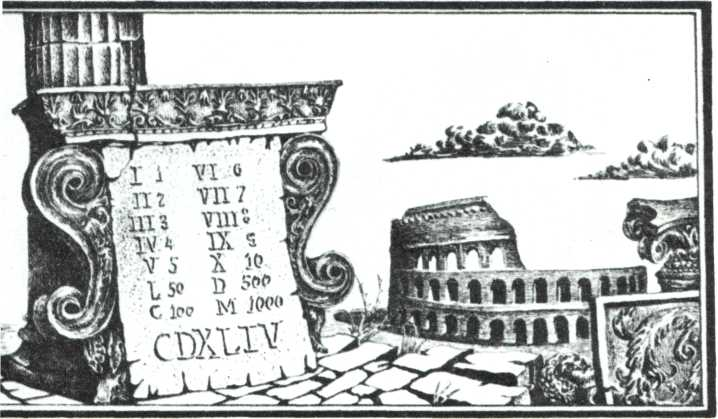 I 1 VI 6
II 2 VII 7
III 3 VIII 8
IV 4 IX 9
V 5 X 10
L 50 D 500
C 100 M 1000
CDXLIV